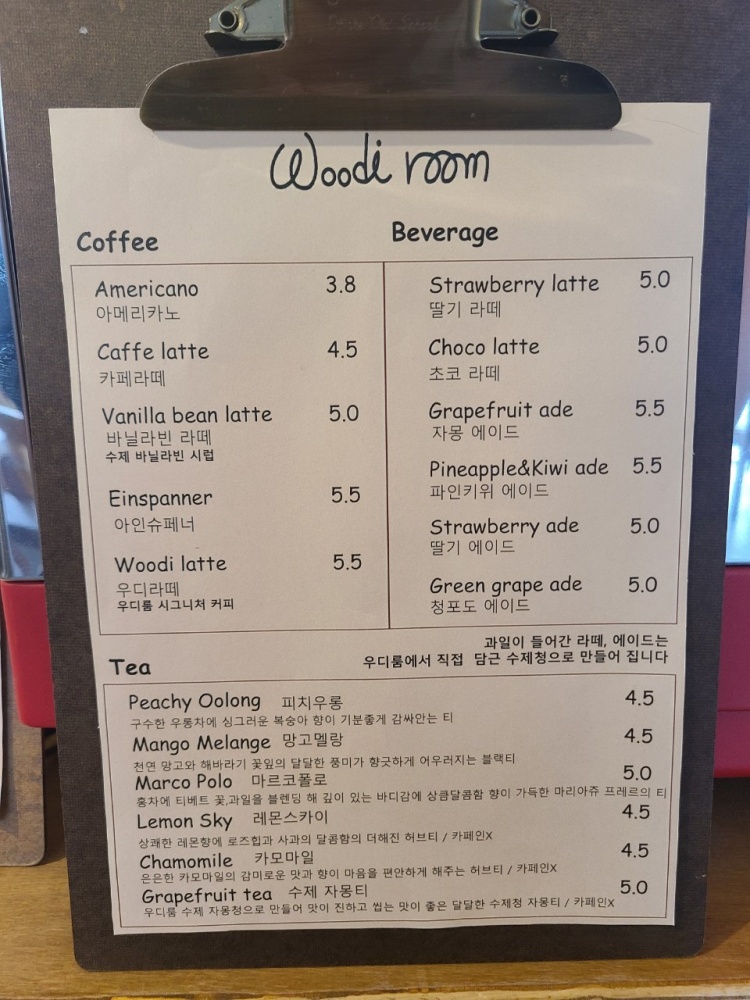 Woodi room
Coffee
Americano 3.8
아메리카노
Caffe latte 4.5
카페라떼
Vanilla bean latte 5.0
바닐라빈 라떼
수제 바닐라빈 시럽
Einspanner 5.5
아인슈페너
Woodi latte 5.5
우디라떼
우디룸 시그니처 커피
Beverage
Strawberry latte 5.0
딸기 라떼
Choco latte 5.0
초코 라떼
Grapefruit ade 5.5
자몽 에이드
Pineapple&Kiwi ade 5.5
파인키위 에이드
Strawberry ade 5.0
딸기 에이드
Green grape ade 5.0
청포도 에이드
과일이 들어간 라떼, 에이드는
우디룸에서 직접 담근 수제청으로 만들어 집니다
Tea
Peachy Oolong 피치우롱 4.5
구수한 우롱차에 싱그러운 복숭아 향이 기분좋게 감싸안는 티
Mango Melange 망고멜랑 4.5
천연 망고와 해바라기 꽃잎의 달달한 풍미가 향긋하게 어우러지는 블랙티
Marco Polo 마르코폴로 5.0
홍차에 티베트 꽃,과일을 블렌딩 해 깊이 있는 바디감에 상큼달콤함 향이 가득한 마리아쥬 프레르의 티
Lemon Sky 레몬스카이 4.5
상쾌한 레몬향에 로즈힙과 사과의 달콤함의 더해진 허브티 / 카페인X
Chamomile 카모마일 4.5
은은한 카모마일의 감미로운 맛과 향이 마음을 편안하게 해주는 허브티 / 카페인X
Grapefruit tea 수제 자몽티 5.0
우디룸 수제 자몽청으로 만들어 맛이 진하고 씹는 맛이 좋은 달달한 수제청 자몽티 / 카페인X